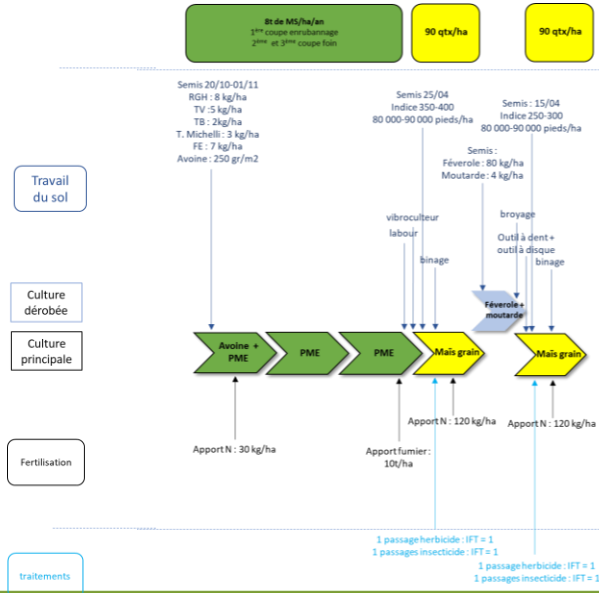 8t de MS/ha/an
1ère coupe enrubannage
2ème et 3ème coupe foin
90 qtx/ha
90 qtx/ha
Semis 20/10-01/11
RGH : 8 kg/ha
TV :5 kg/ha
TB : 2kg/ha
T. Michelli : 3 kg/ha
FE : 7 kg/ha
Avoine : 250 gr/m2
Semis 25/04
Indice 350-400
80 000-90 000 pieds/ha
Semis : 15/04
Indice 250-300
80 000-90 000 pieds/ha
Semis :
Féverole : 80 kg/ha
Moutarde : 4 kg/ha
Travail
du sol
vibroculteur
labour
binage
broyage
Outil à dent +
outil à disque
binage
Culture
dérobée
Féverole +
moutarde
Culture
principale
Avoine +
PME
PME
PME
Maïs grain
Maïs grain
Fertilisation
Apport N : 30 kg/ha
Apport fumier :
10t/ha
Apport N : 120 kg/ha
Apport N : 120 kg/ha
traitements
1 passage herbicide : IFT = 1
1 passages insecticide : IFT = 1
1 passage herbicide : IFT = 1
1 passages insecticide : IFT = 1